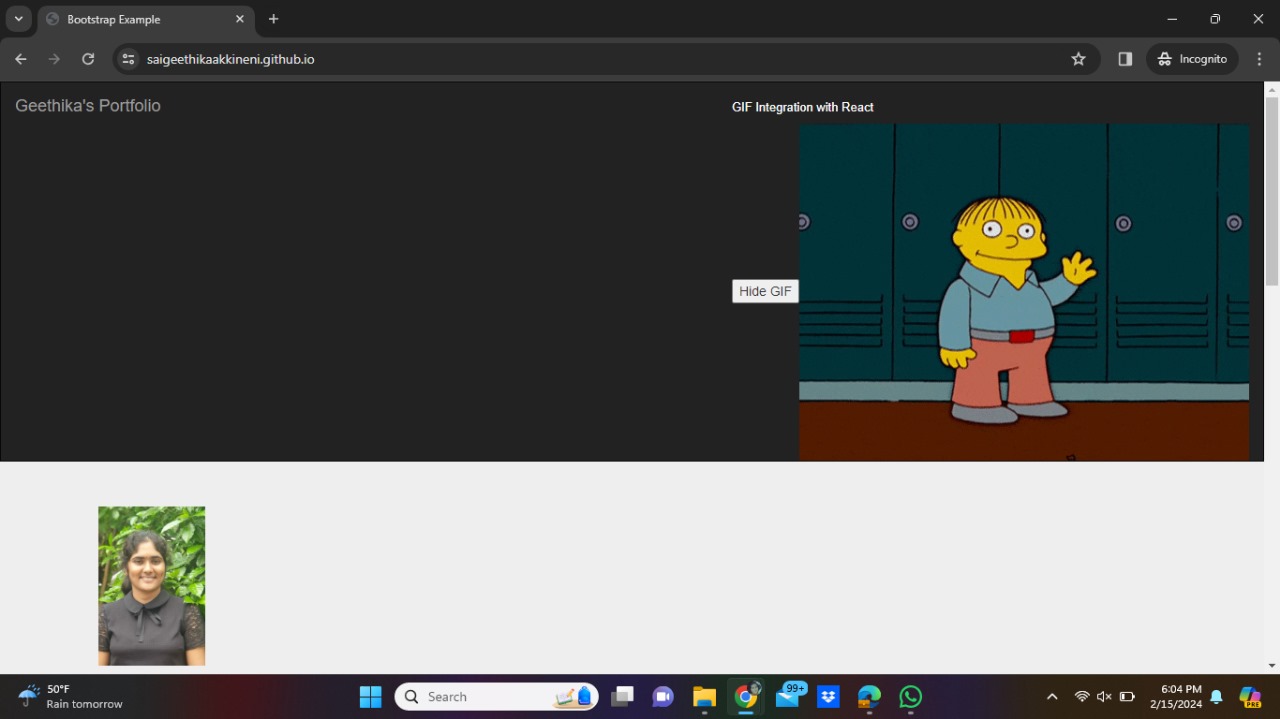 Bootstrap Example
saigeethikaakkineni.github.io
Incognito
Geethika's Portfolio
GIF Integration with React
Hide GIF
50°F
Rain tomorrow
Search
99+
6:04 PM
2/15/2024
PRE